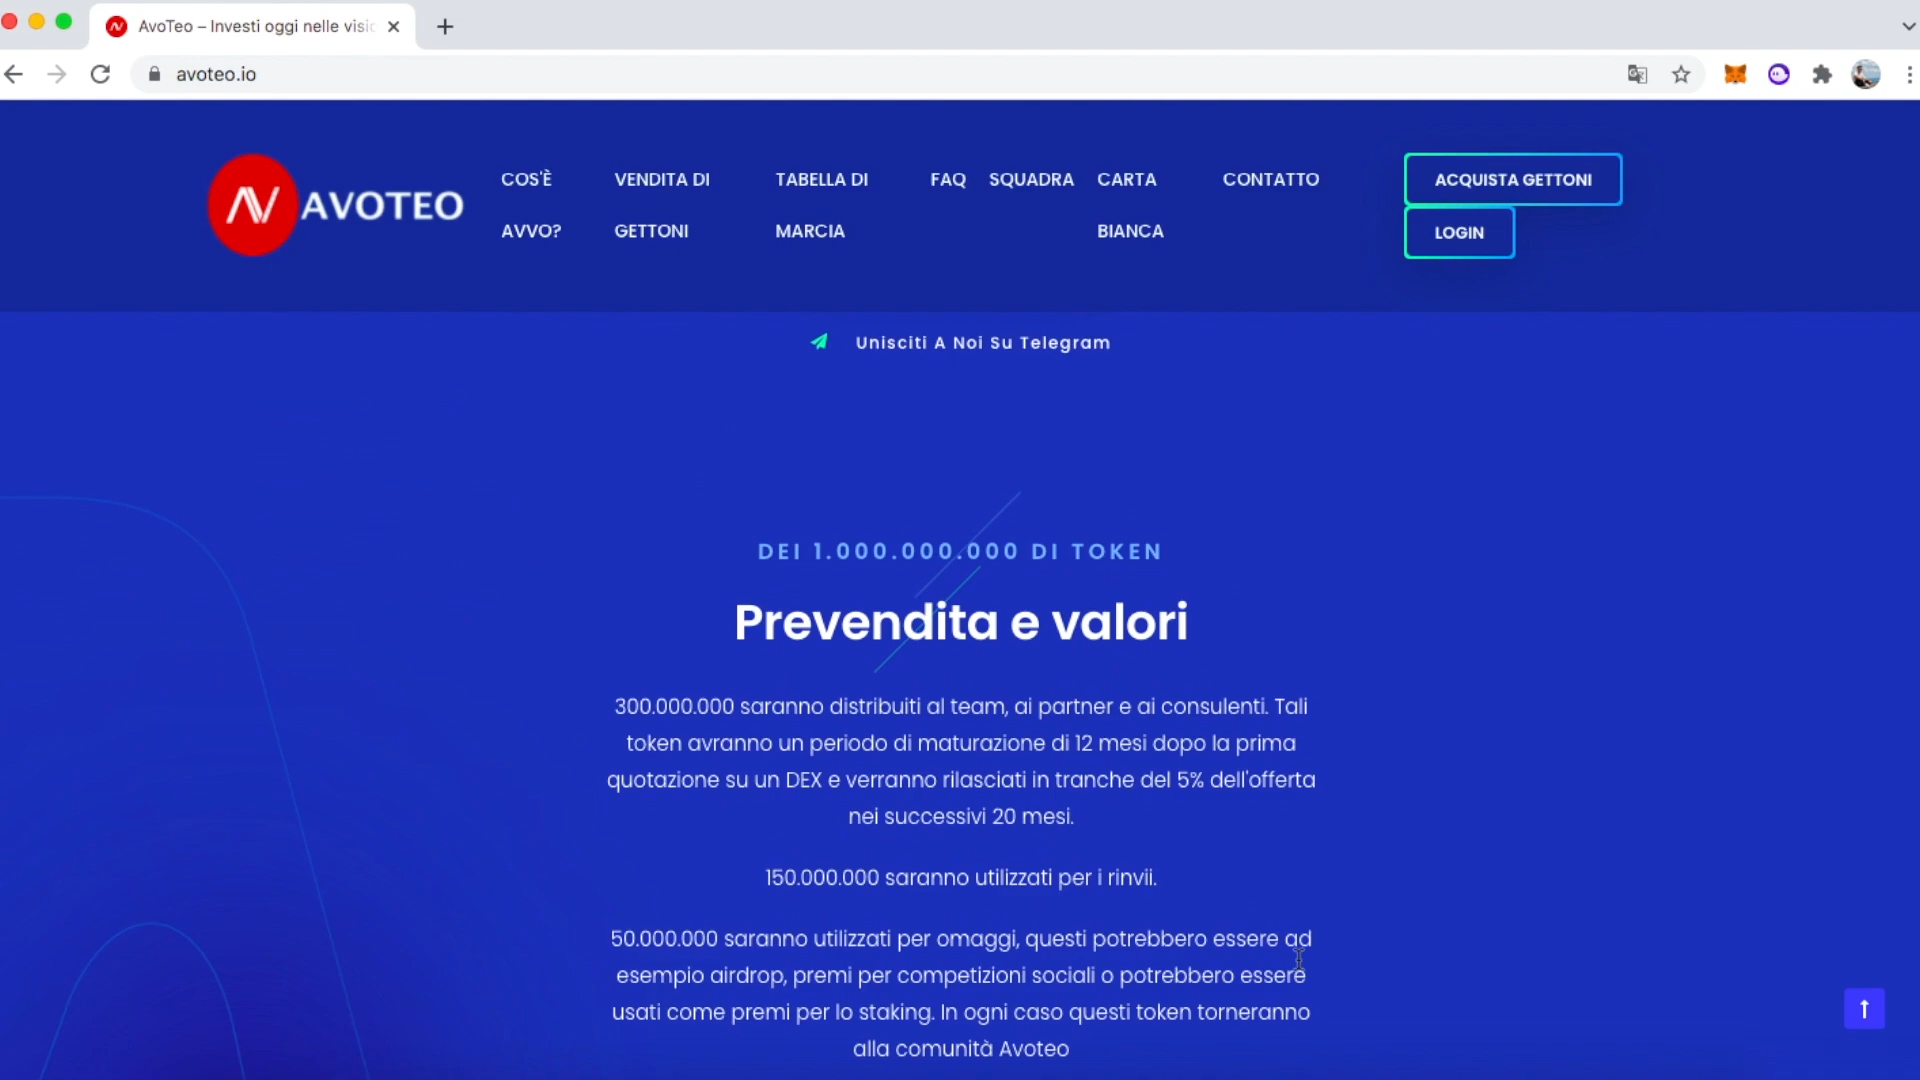 AvoTeo – Investi oggi nelle visi
avoteo.io
AVOTEO
COS'È AVVO?
VENDITA DI GETTONI
TABELLA DI MARCIA
FAQ
SQUADRA
CARTA BIANCA
CONTATTO
ACQUISTA GETTONI
LOGIN
Unisciti A Noi Su Telegram
DEI 1.000.000.000 DI TOKEN
Prevendita e valori
300.000.000 saranno distribuiti al team, ai partner e ai consulenti. Tali
token avranno un periodo di maturazione di 12 mesi dopo la prima
quotazione su un DEX e verranno rilasciati in tranche del 5% dell'offerta
nei successivi 20 mesi.
150.000.000 saranno utilizzati per i rinvii.
50.000.000 saranno utilizzati per omaggi, questi potrebbero essere ad
esempio airdrop, premi per competizioni sociali o potrebbero essere
usati come premi per lo staking. In ogni caso questi token torneranno
alla comunità Avoteo